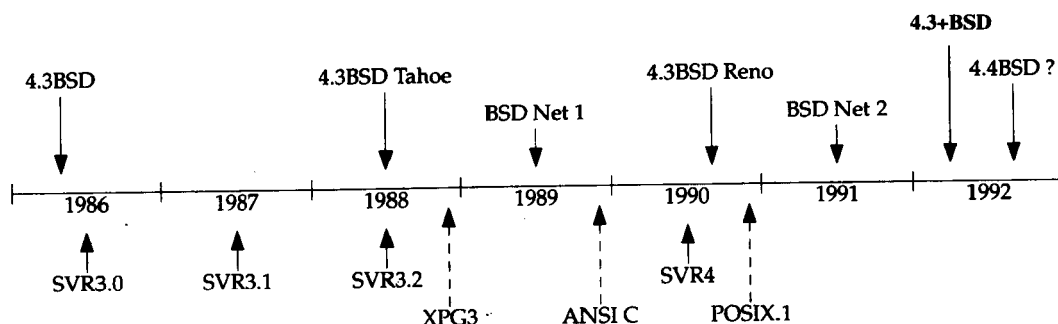 4.3+BSD
4.3BSD
4.3BSD Tahoe
4.3BSD Reno
4.4BSD ?
BSD Net 1
BSD Net 2
1986 1987 1988 1989 1990 1991 1992
SVR3.0
SVR3.1
SVR3.2
SVR4
XPG3
ANSI C
POSIX.1